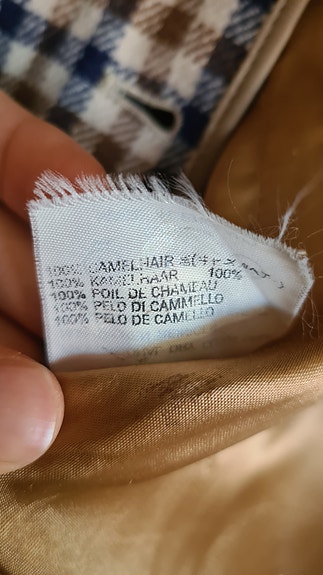 100% CAMELHAIR
100% KAMELHAAR 100%
100% POIL DE CHAMEAU
100% PELO DI CAMMELLO
100% PELO DE CAMELLO